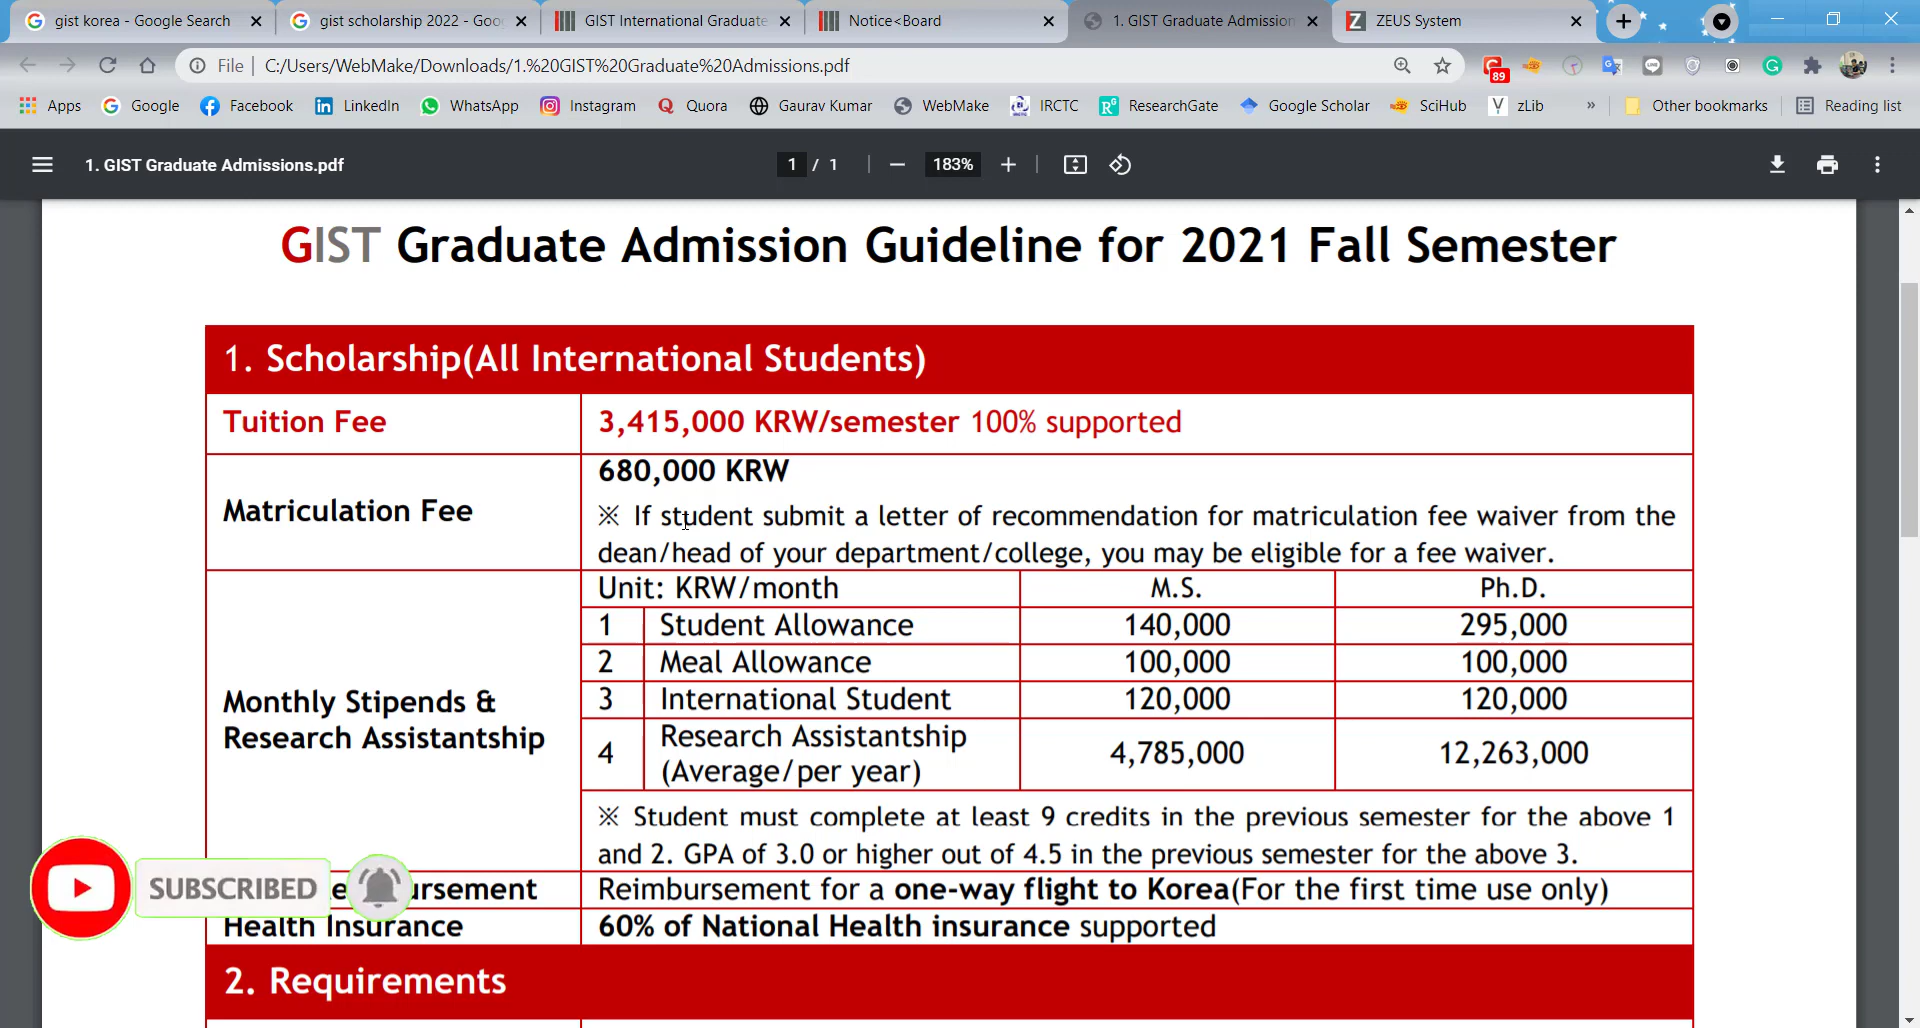 gist korea - Google Search
gist scholarship 2022 - Goo
GIST International Graduate
Notice<Board
1. GIST Graduate Admission
ZEUS System
File | C:/Users/WebMake/Downloads/1.%20GIST%20Graduate%20Admissions.pdf
89
Apps Google Facebook LinkedIn WhatsApp Instagram Quora Gaurav Kumar WebMake IRCTC ResearchGate Google Scholar SciHub zLib » Other bookmarks Reading list
1. GIST Graduate Admissions.pdf
1 / 1
183%
GIST Graduate Admission Guideline for 2021 Fall Semester
1. Scholarship(All International Students)
Tuition Fee
3,415,000 KRW/semester 100% supported
Matriculation Fee
680,000 KRW
※ If student submit a letter of recommendation for matriculation fee waiver from the
dean/head of your department/college, you may be eligible for a fee waiver.
Monthly Stipends &
Research Assistantship
Unit: KRW/month M.S. Ph.D.
1 Student Allowance 140,000 295,000
2 Meal Allowance 100,000 100,000
3 International Student 120,000 120,000
4 Research Assistantship
(Average/per year) 4,785,000 12,263,000
※ Student must complete at least 9 credits in the previous semester for the above 1
and 2. GPA of 3.0 or higher out of 4.5 in the previous semester for the above 3.
SUBSCRIBED
ursement
Reimbursement for a one-way flight to Korea(For the first time use only)
Health Insurance
60% of National Health insurance supported
2. Requirements